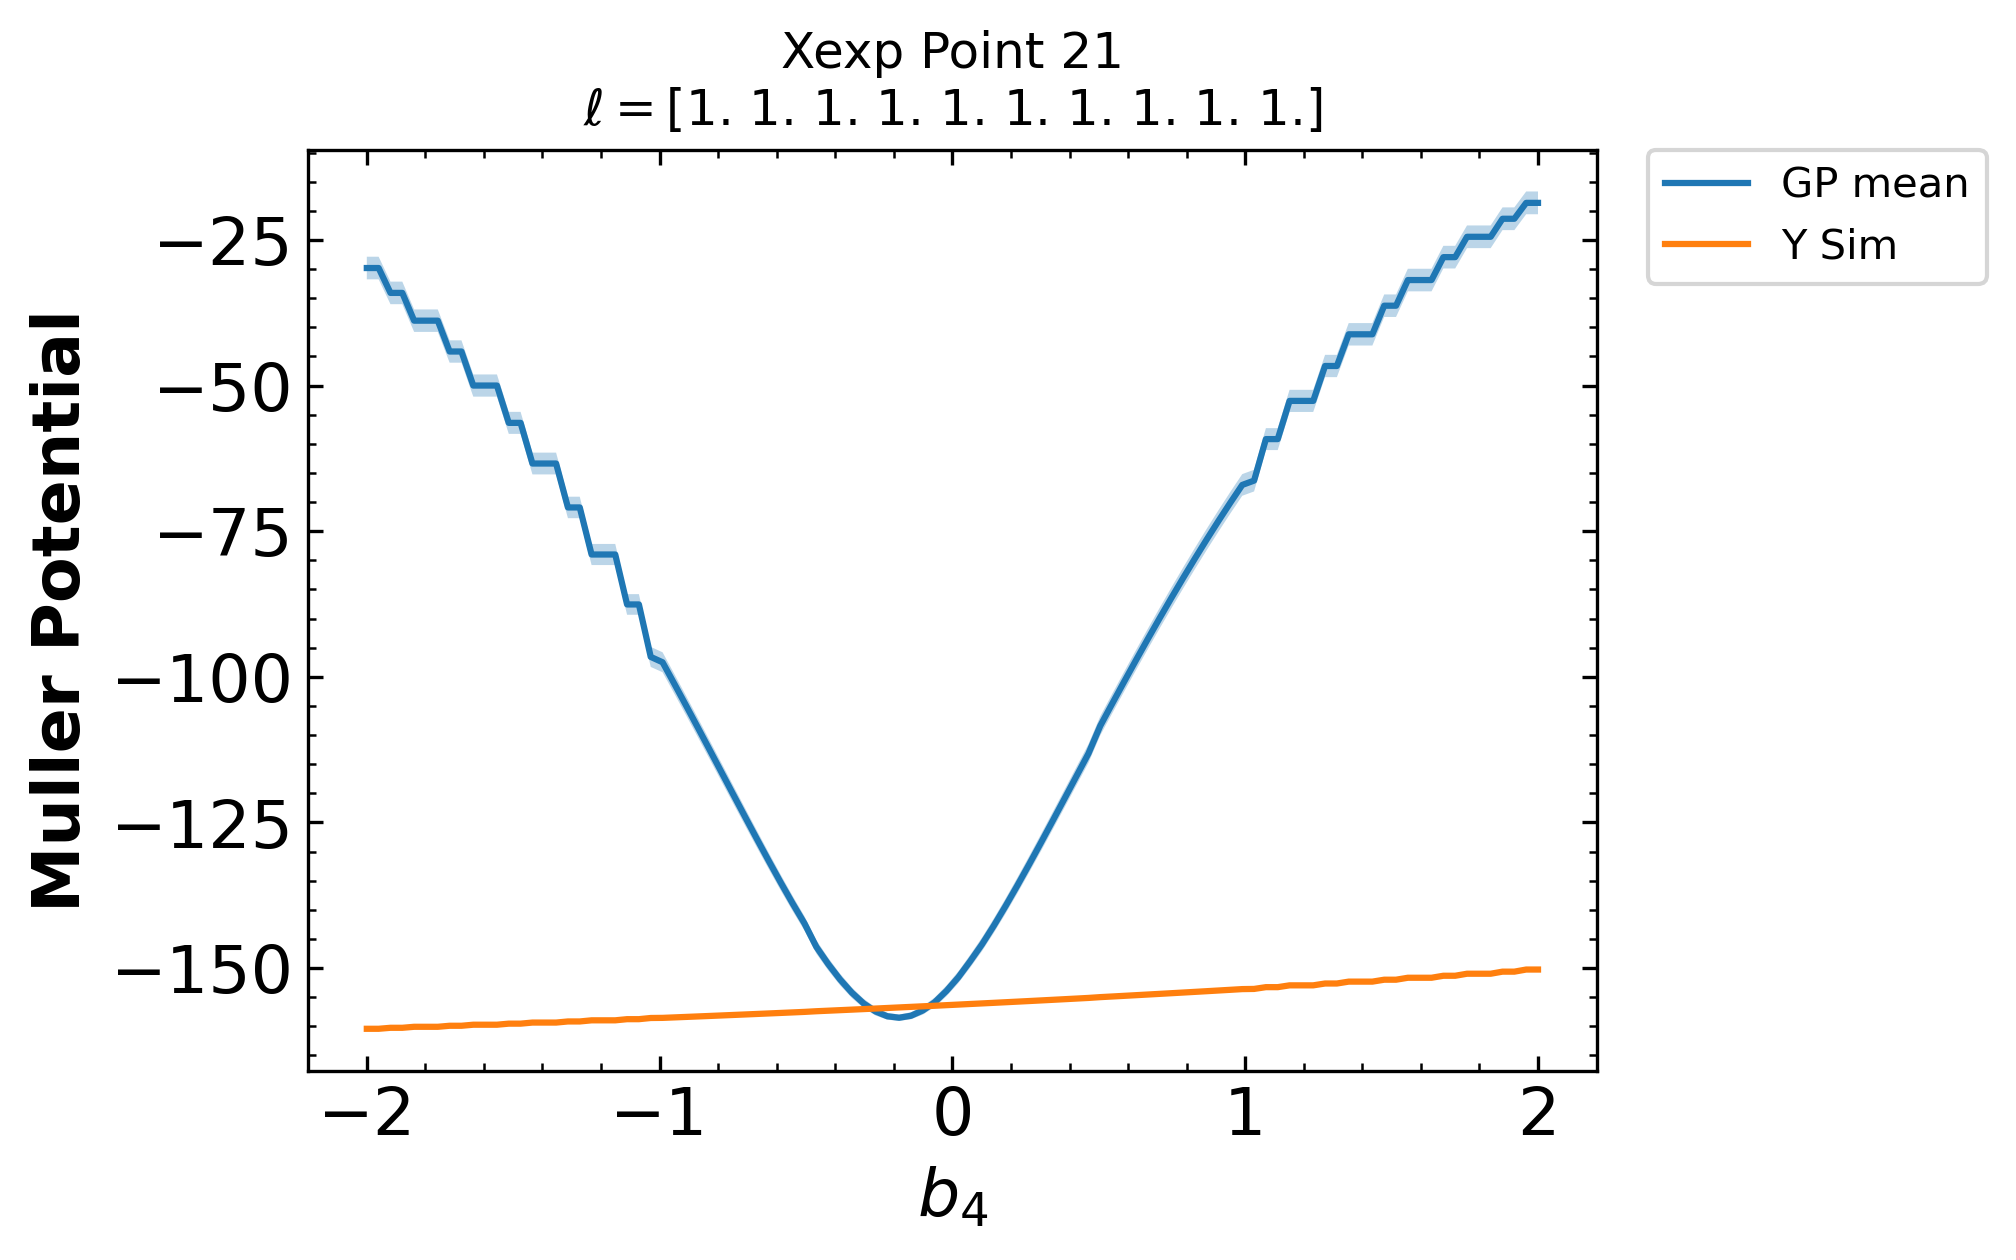 Xexp Point 21
ℓ = [1. 1. 1. 1. 1. 1. 1. 1. 1. 1.]
GP mean
Y Sim
Muller Potential
−25
−50
−75
−100
−125
−150
−2 −1 0 1 2
b₄